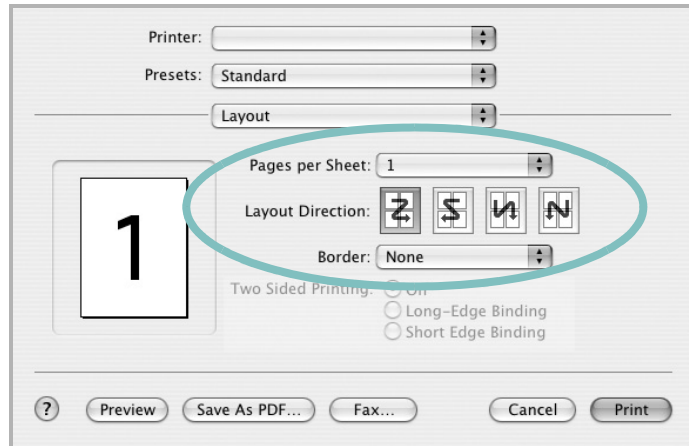 Printer:
Presets: Standard
Layout
Pages per Sheet: 1
1
Layout Direction:
Border: None
Two Sided Printing: Off
Long-Edge Binding
Short Edge Binding
? Preview Save As PDF... Fax... Cancel Print